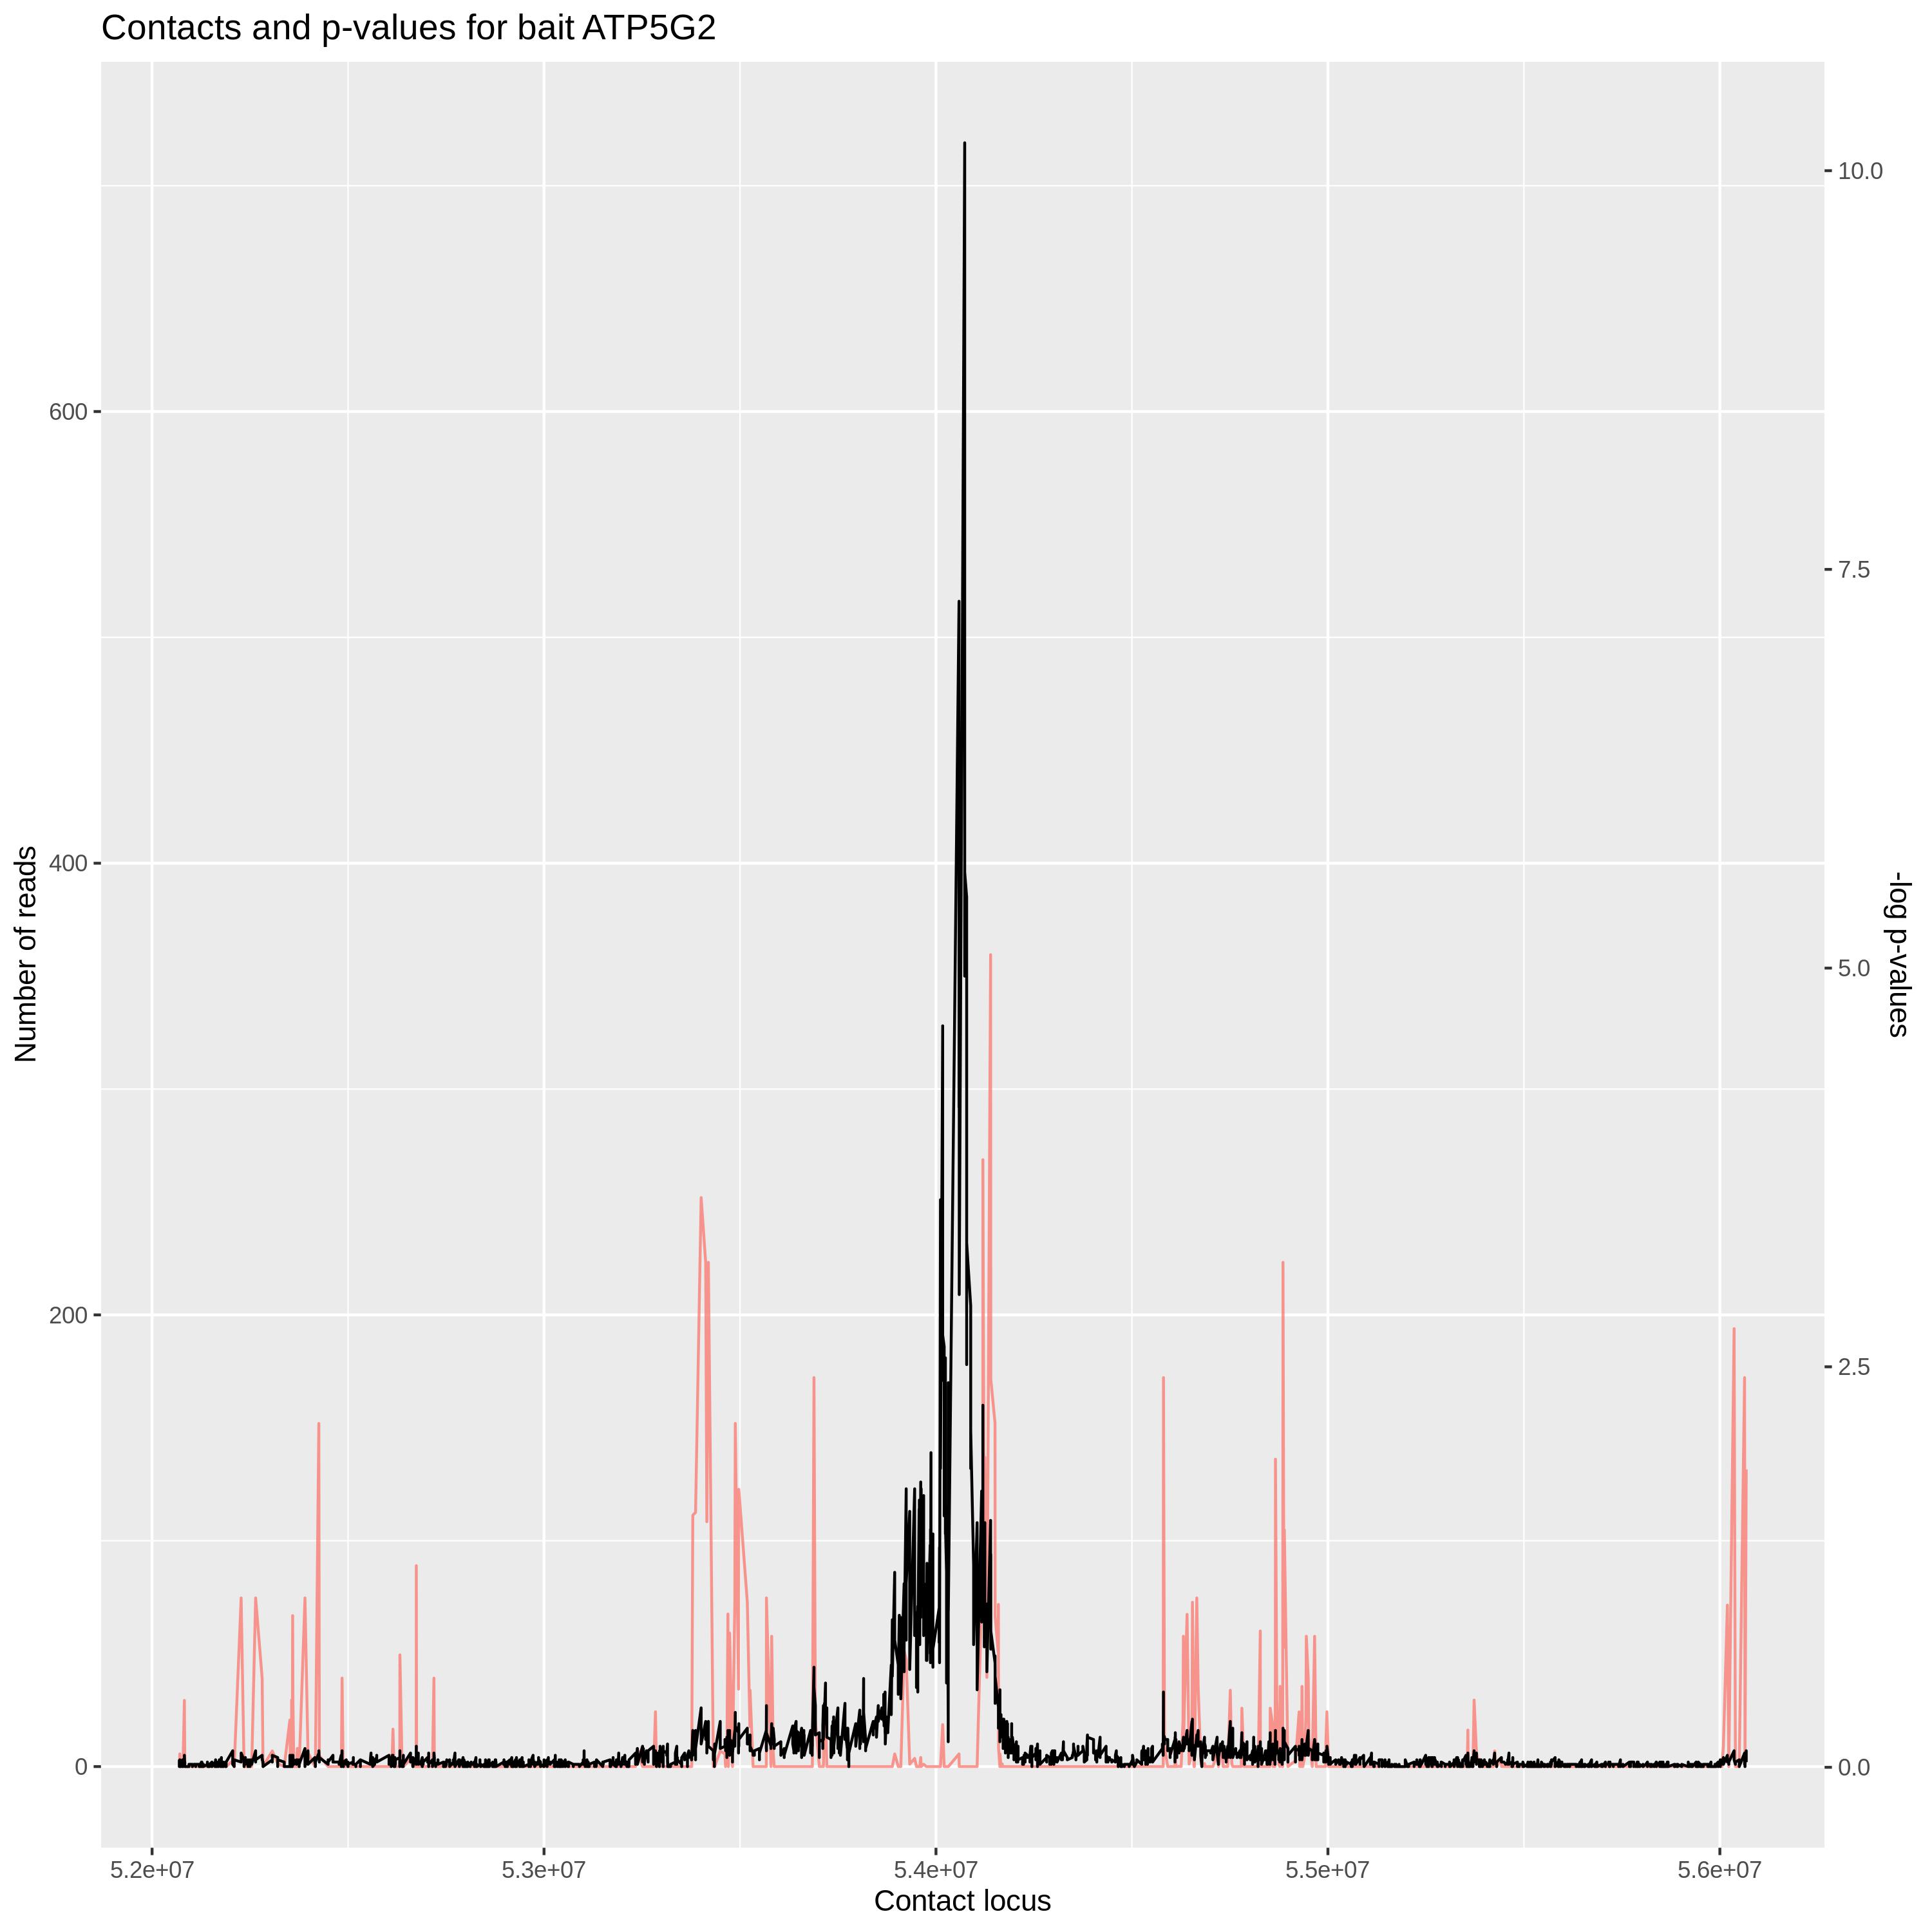 Contacts and p-values for bait ATP5G2
Number of reads
600
400
200
0
10.0
7.5
5.0
2.5
0.0
-log p-values
5.2e+07 5.3e+07 5.4e+07 5.5e+07 5.6e+07
Contact locus